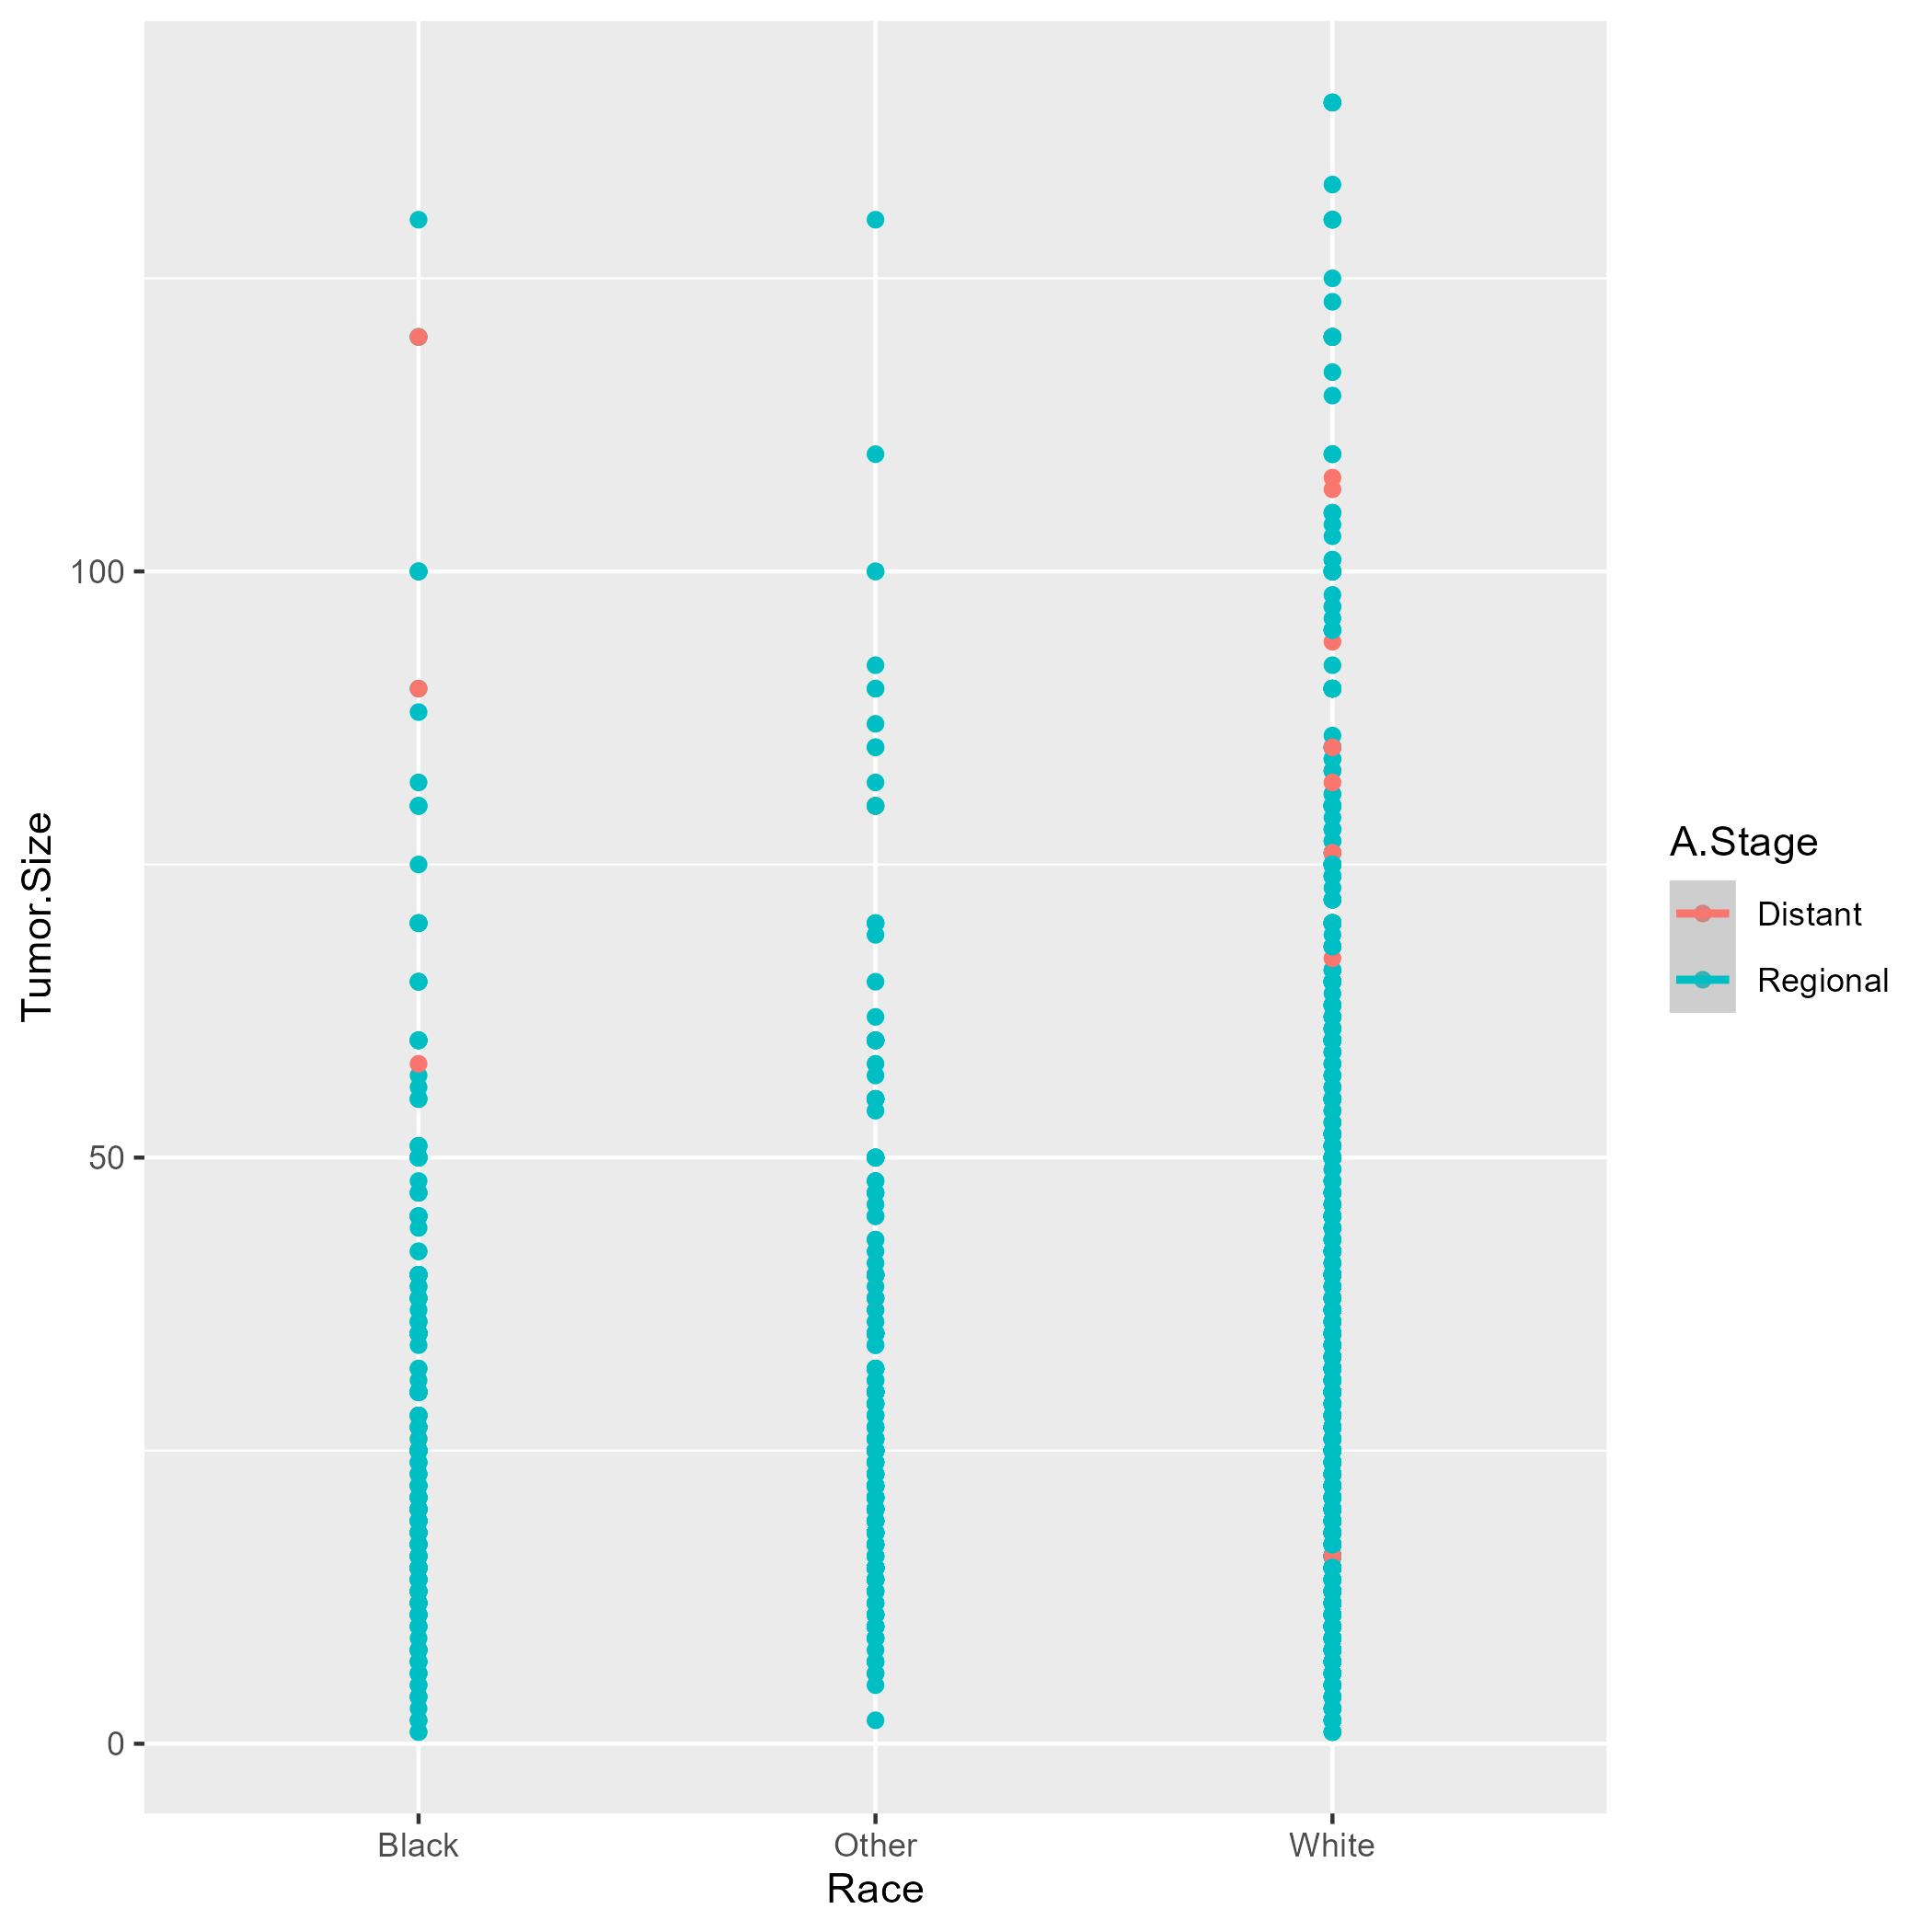 Tumor.Size
100
50
0
Black Other White
Race
A.Stage
Distant
Regional